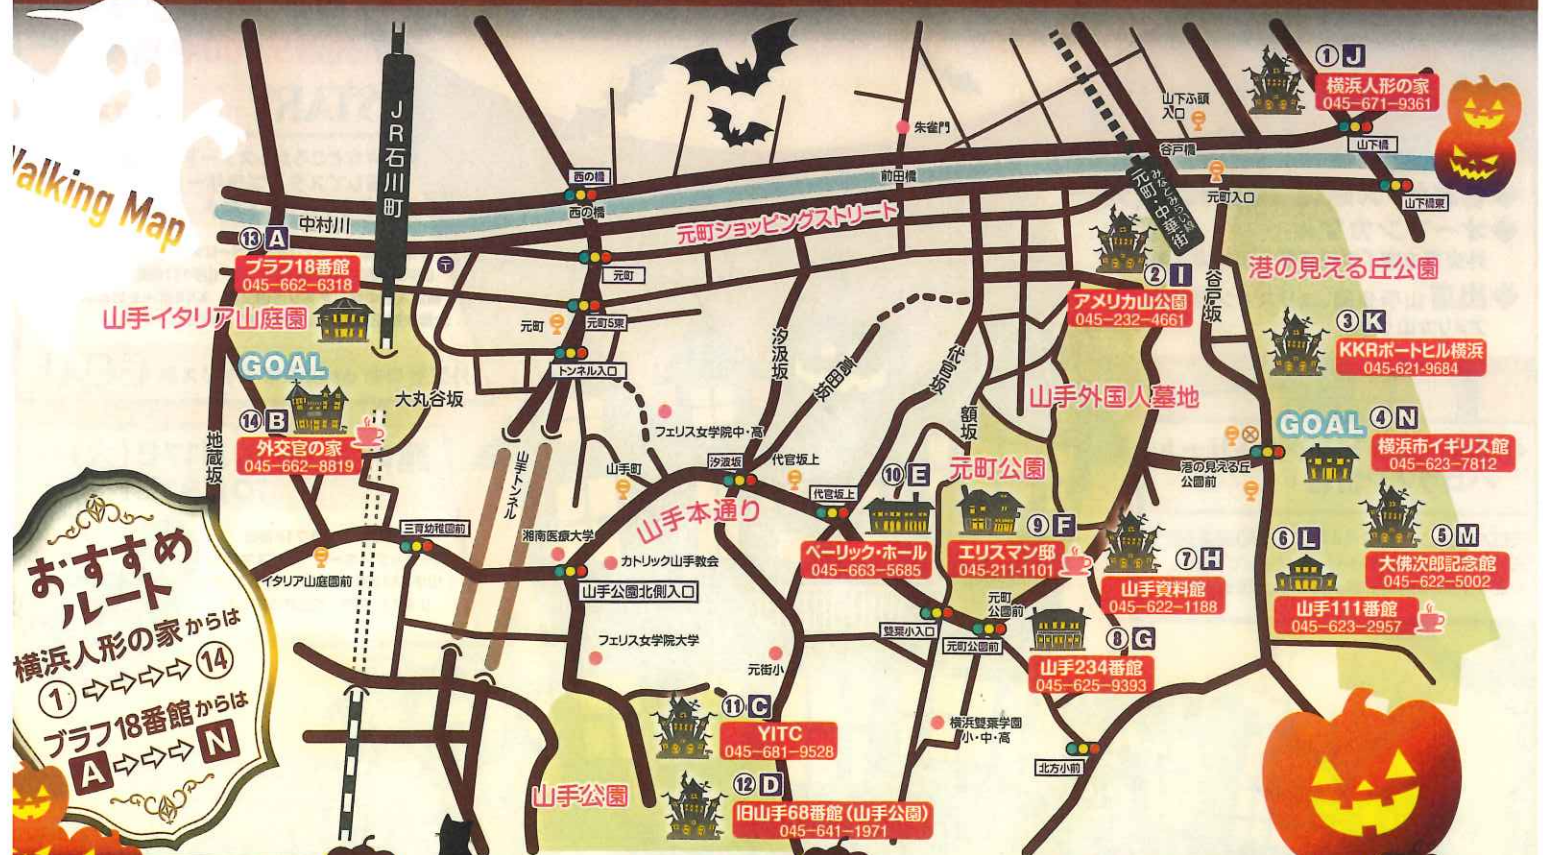 Walking Map
JR石川町
中村川
西の橋
西の橋
元町ショッピングストリート
朱雀門
前田橋
谷戸橋
山下ふ頭
入口
①J
横浜人形の家
045-671-9361
山下橋
山下橋東
元町入口
みなとみらい線
元町・中華街
⑬A
ブラフ18番館
045-662-6318
山手イタリア山庭園
GOAL
⑭B
外交官の家
045-662-8819
地蔵坂
大丸谷坂
元町
元町
元町5東
トンネル入口
山手トンネル
フェリス女学院中・高
山手町
汐汲坂
汐汲坂
高田坂
代官坂
代官坂上
代官坂上
額坂
②I
アメリカ山公園
045-232-4661
谷戸坂
港の見える丘公園
③K
KKRポートヒル横浜
045-621-9684
山手外国人墓地
GOAL
④N
横浜市イギリス館
045-623-7812
港の見える丘
公園前
⑤M
大佛次郎記念館
045-622-5002
⑥L
山手111番館
045-623-2957
⑦H
山手資料館
045-622-1188
元町公園
⑨F
エリスマン邸
045-211-1101
⑩E
ベーリック・ホール
045-663-5685
元町
公園前
元町公園前
雙葉小入口
⑧G
山手234番館
045-625-9393
山手本通り
湘南医療大学
カトリック山手教会
山手公園北側入口
三育幼稚園前
イタリア山庭園前
フェリス女学院大学
元街小
横浜雙葉学園
小・中・高
北方小前
⑪C
YITC
045-681-9528
⑫D
旧山手68番館(山手公園)
045-641-1971
山手公園
おすすめ
ルート
横浜人形の家からは
①⇨⇨⇨⇨⑭
ブラフ18番館からは
A⇨⇨⇨N